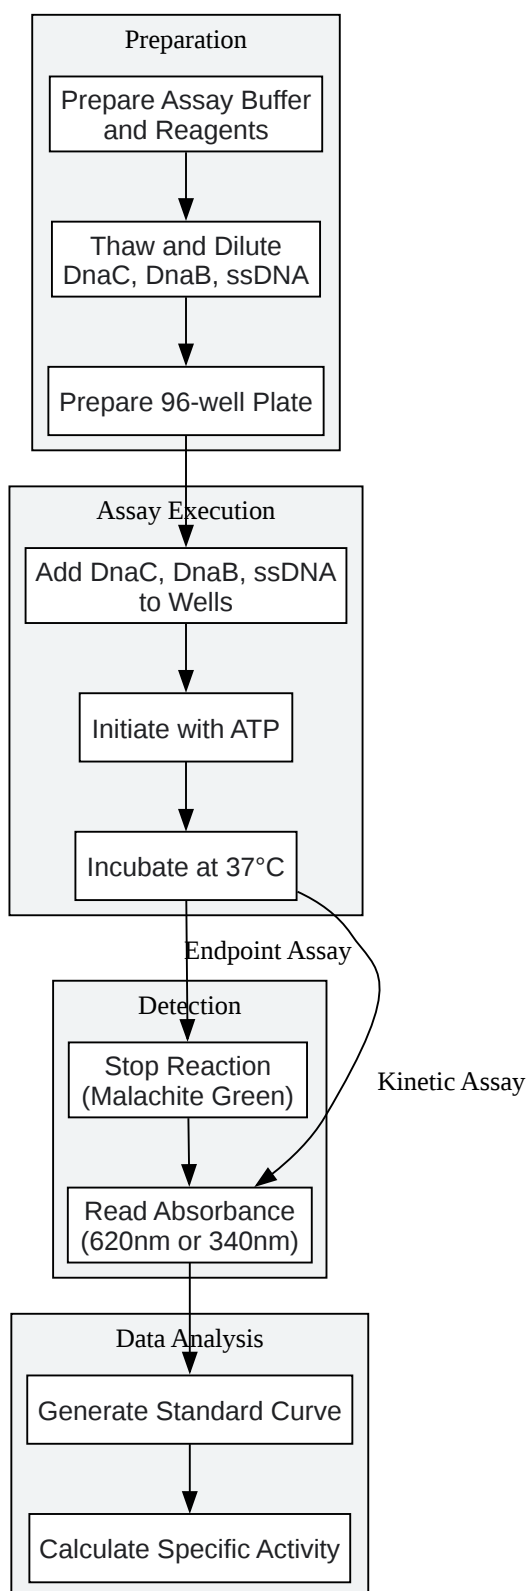 Preparation
Prepare Assay Buffer
and Reagents
Thaw and Dilute
DnaC, DnaB, ssDNA
Prepare 96-well Plate
Assay Execution
Add DnaC, DnaB, ssDNA
to Wells
Initiate with ATP
Incubate at 37°C
Endpoint Assay
Detection
Stop Reaction
(Malachite Green)
Kinetic Assay
Read Absorbance
(620nm or 340nm)
Data Analysis
Generate Standard Curve
Calculate Specific Activity